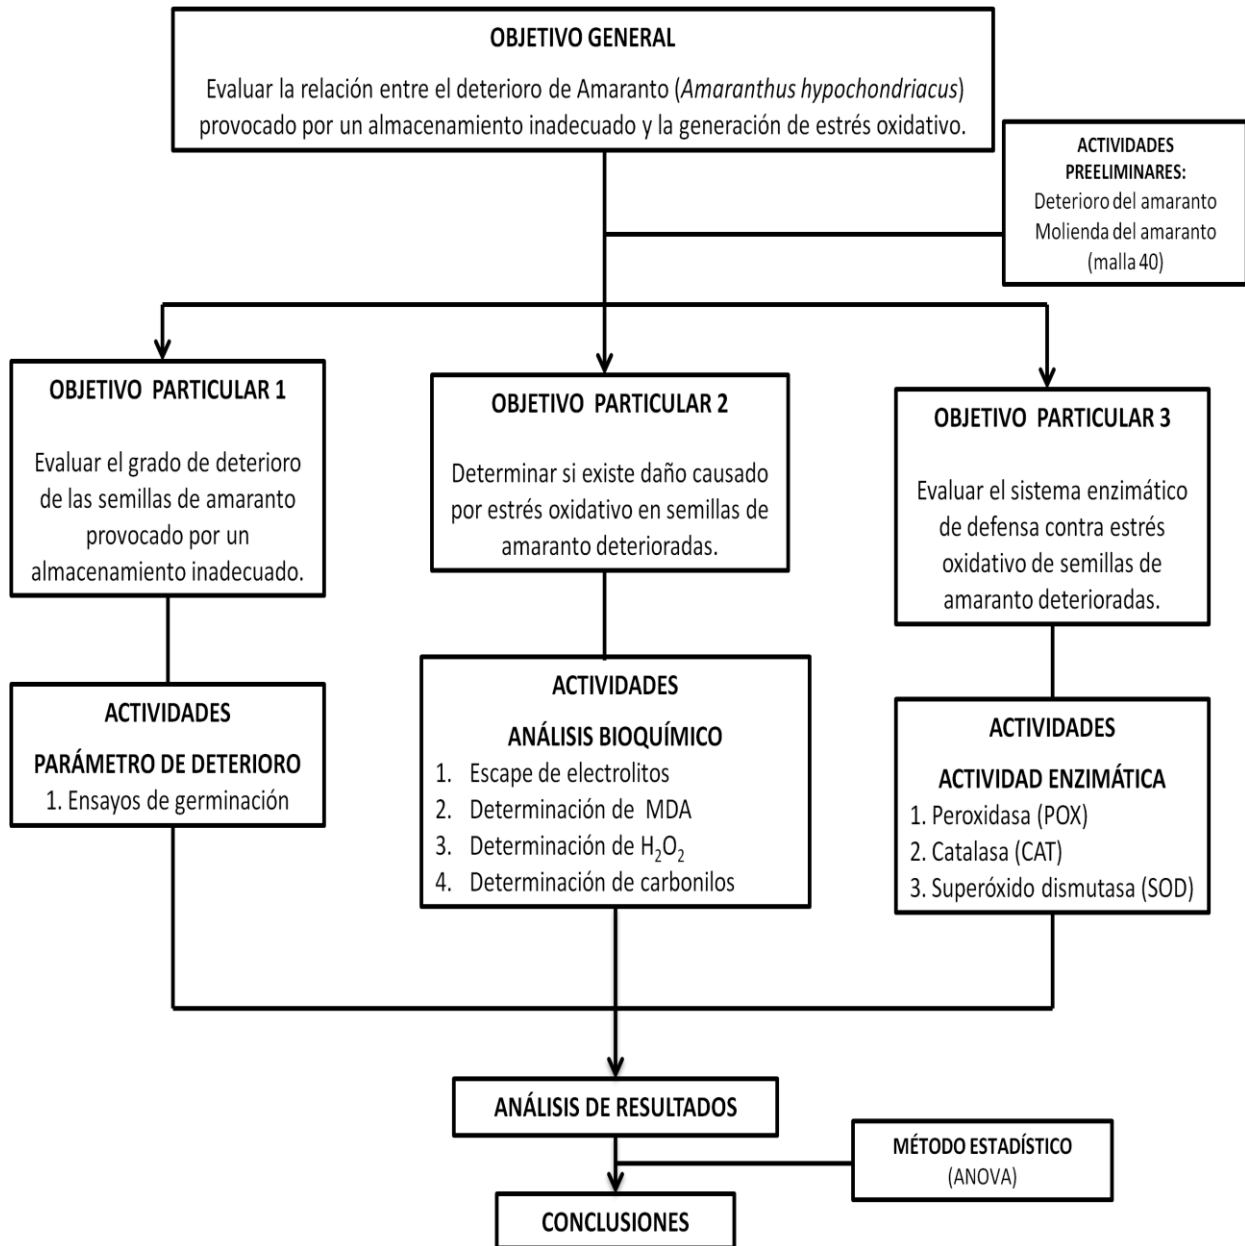 OBJETIVO GENERAL
Evaluar la relación entre el deterioro de Amaranto (Amaranthus hypochondriacus)
provocado por un almacenamiento inadecuado y la generación de estrés oxidativo.
ACTIVIDADES
PREELIMINARES:
Deterioro del amaranto
Molienda del amaranto
(malla 40)
OBJETIVO PARTICULAR 1
Evaluar el grado de deterioro
de las semillas de amaranto
provocado por un
almacenamiento inadecuado.
OBJETIVO PARTICULAR 2
Determinar si existe daño causado
por estrés oxidativo en semillas de
amaranto deterioradas.
OBJETIVO PARTICULAR 3
Evaluar el sistema enzimático
de defensa contra estrés
oxidativo de semillas de
amaranto deterioradas.
ACTIVIDADES
PARÁMETRO DE DETERIORO
1. Ensayos de germinación
ACTIVIDADES
ANÁLISIS BIOQUÍMICO
1. Escape de electrolitos
2. Determinación de MDA
3. Determinación de H₂O₂
4. Determinación de carbonilos
ACTIVIDADES
ACTIVIDAD ENZIMÁTICA
1. Peroxidasa (POX)
2. Catalasa (CAT)
3. Superóxido dismutasa (SOD)
ANÁLISIS DE RESULTADOS
MÉTODO ESTADÍSTICO
(ANOVA)
CONCLUSIONES